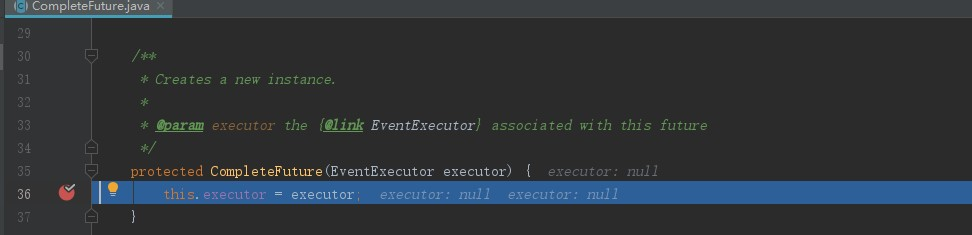 CompleteFuture.java ×
29
30 /**
31 * Creates a new instance.
32 *
33 * @param executor the {@link EventExecutor} associated with this future
34 */
35 protected CompleteFuture(EventExecutor executor) { executor: null
36 this.executor = executor; executor: null executor: null
37 }